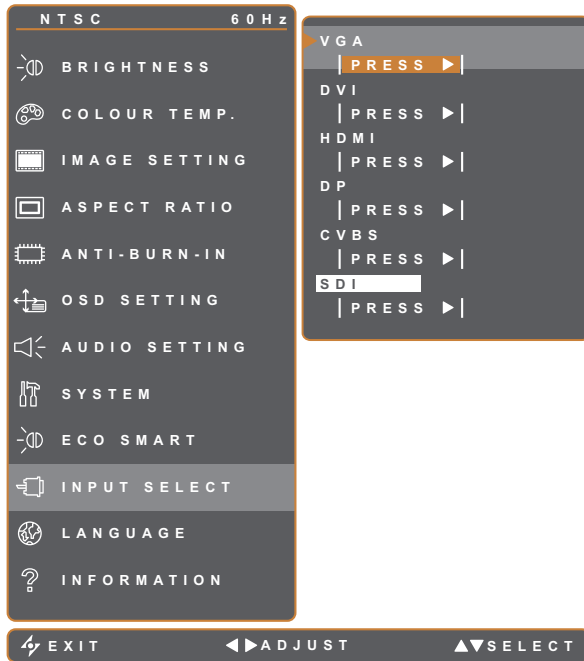 NTSC 60Hz
BRIGHTNESS
COLOUR TEMP.
IMAGE SETTING
ASPECT RATIO
ANTI-BURN-IN
OSD SETTING
AUDIO SETTING
SYSTEM
ECO SMART
INPUT SELECT
LANGUAGE
INFORMATION
VGA
PRESS
DVI
PRESS
HDMI
PRESS
DP
PRESS
CVBS
PRESS
SDI
PRESS
EXIT ADJUST SELECT